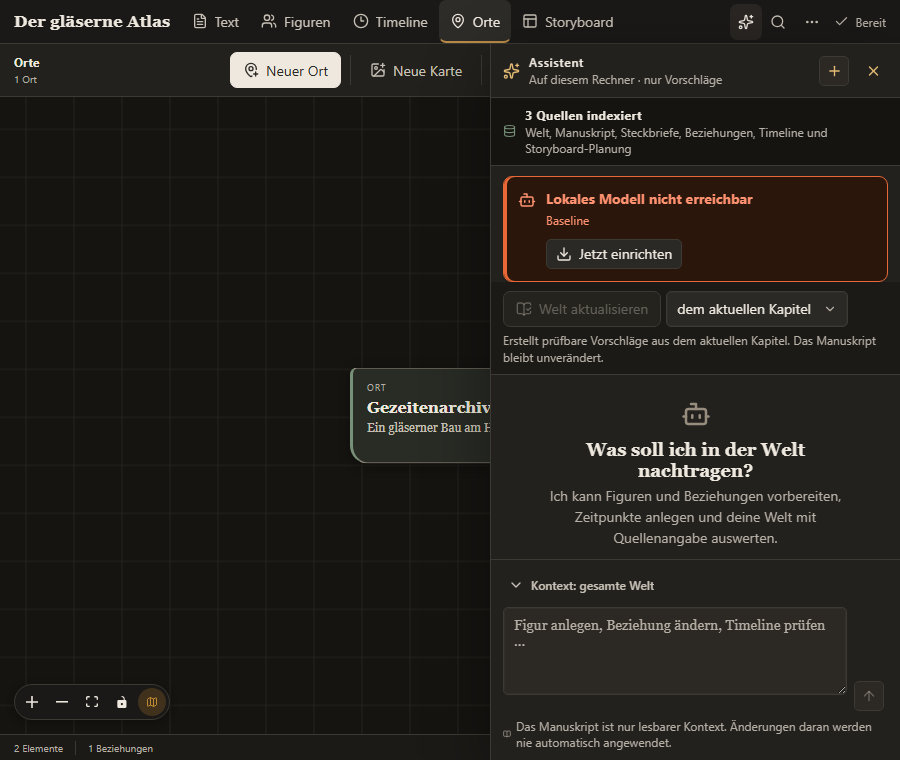 Der gläserne Atlas
Text
Figuren
Timeline
Orte
Storyboard
Bereit
Orte
1 Ort
Neuer Ort
Neue Karte
Assistent
Auf diesem Rechner · nur Vorschläge
3 Quellen indexiert
Welt, Manuskript, Steckbriefe, Beziehungen, Timeline und
Storyboard-Planung
Lokales Modell nicht erreichbar
Baseline
Jetzt einrichten
Welt aktualisieren
dem aktuellen Kapitel
Erstellt prüfbare Vorschläge aus dem aktuellen Kapitel. Das Manuskript
bleibt unverändert.
ORT
Gezeitenarchiv
Ein gläserner Bau am H
Was soll ich in der Welt
nachtragen?
Ich kann Figuren und Beziehungen vorbereiten,
Zeitpunkte anlegen und deine Welt mit
Quellenangabe auswerten.
Kontext: gesamte Welt
Figur anlegen, Beziehung ändern, Timeline prüfen
...
Das Manuskript ist nur lesbarer Kontext. Änderungen daran werden
nie automatisch angewendet.
2 Elemente
1 Beziehungen